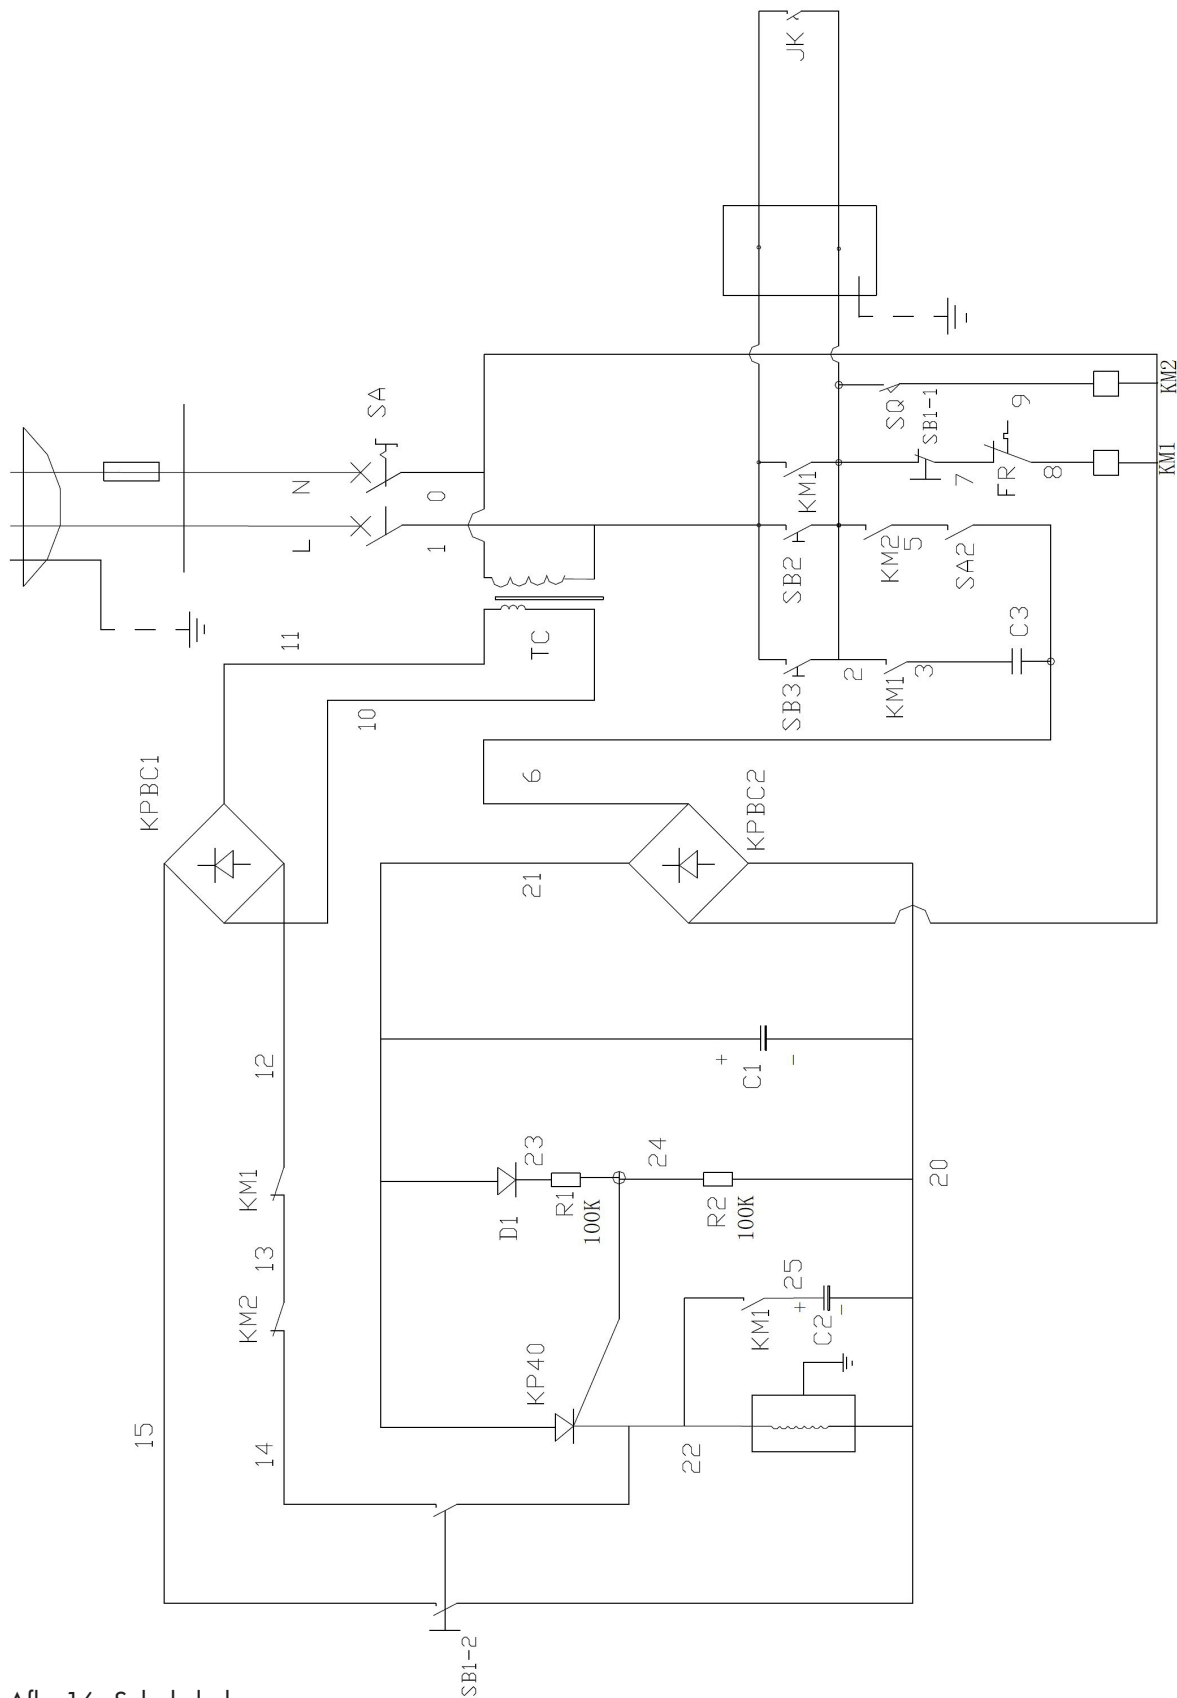 JK
SA
N
L
0
1
SQ
SB1-1
9
KM2
KM1
7
FR
8
KM1
SB2
KM2
5
SA2
11
TC
10
SB3
2
KM1
3
C3
KPBC1
6
KPBC2
21
12
C1
+
-
KM1
23
24
20
D1
R1
100K
R2
100K
13
KM2
25
KM1
+
C2
-
KP40
15
14
22
SB1-2